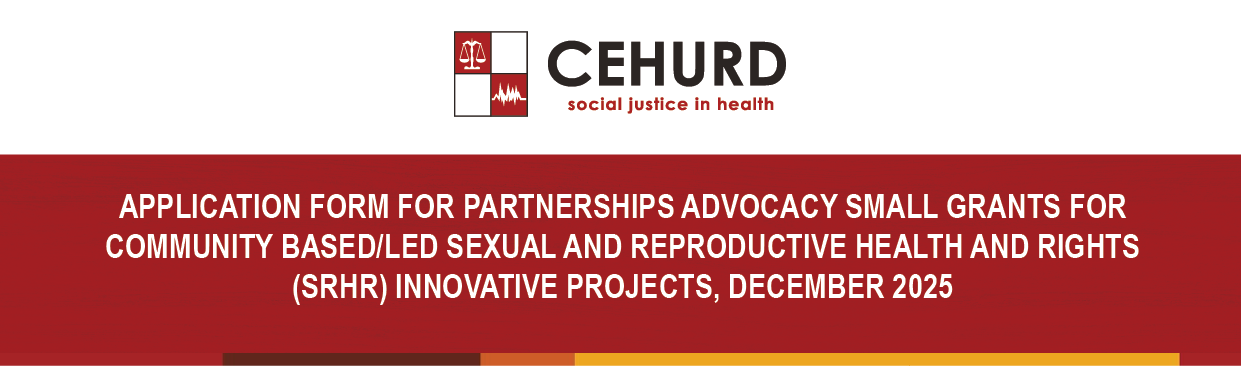 CEHURD
social justice in health
APPLICATION FORM FOR PARTNERSHIPS ADVOCACY SMALL GRANTS FOR
COMMUNITY BASED/LED SEXUAL AND REPRODUCTIVE HEALTH AND RIGHTS
(SRHR) INNOVATIVE PROJECTS, DECEMBER 2025